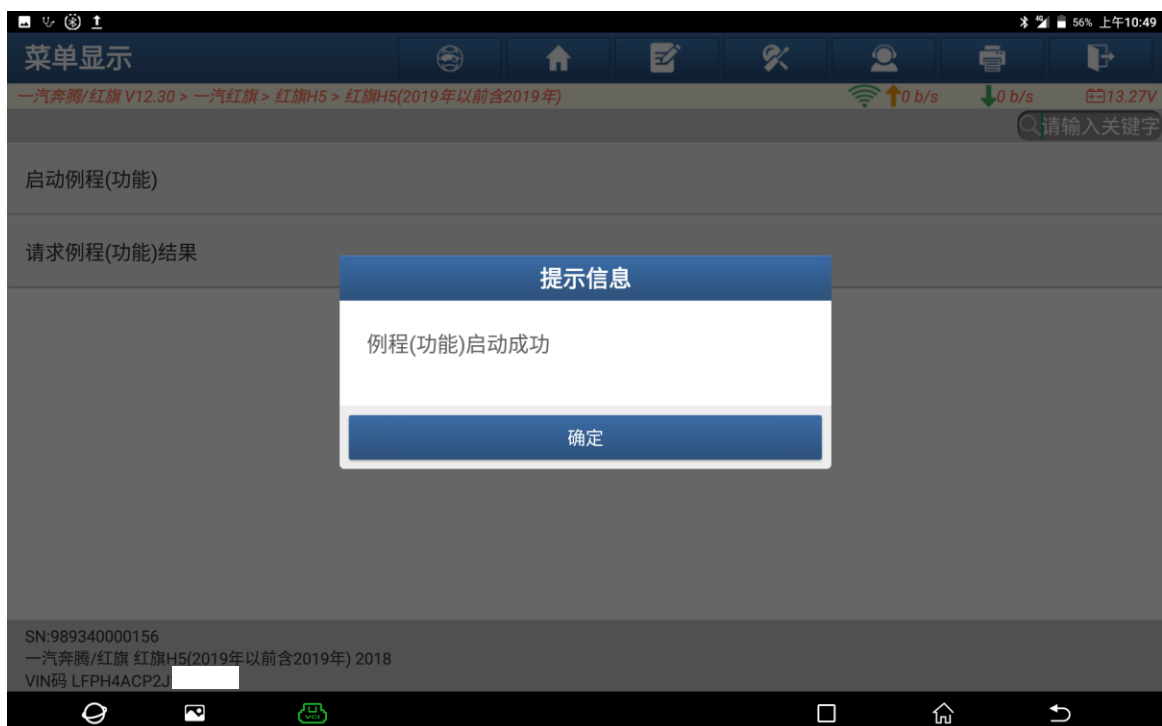 56% 上午10:49
菜单显示
一汽奔腾/红旗 V12.30 > 一汽红旗 > 红旗H5 > 红旗H5(2019年以前含2019年) 0 b/s 0 b/s 13.27V
请输入关键字
启动例程(功能)
请求例程(功能)结果
提示信息
例程(功能)启动成功
确定
SN:989340000156
一汽奔腾/红旗 红旗H5(2019年以前含2019年) 2018
VIN码 LFPH4ACP2J
VCI